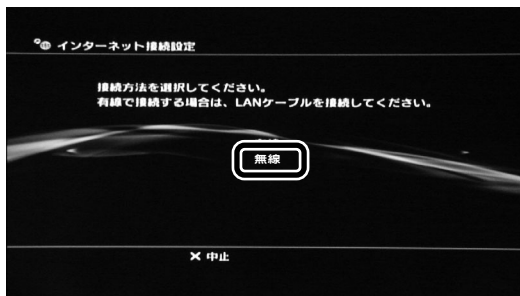 インターネット接続設定
接続方法を選択してください。
有線で接続する場合は、LANケーブルを接続してください。
無線
✕ 中止